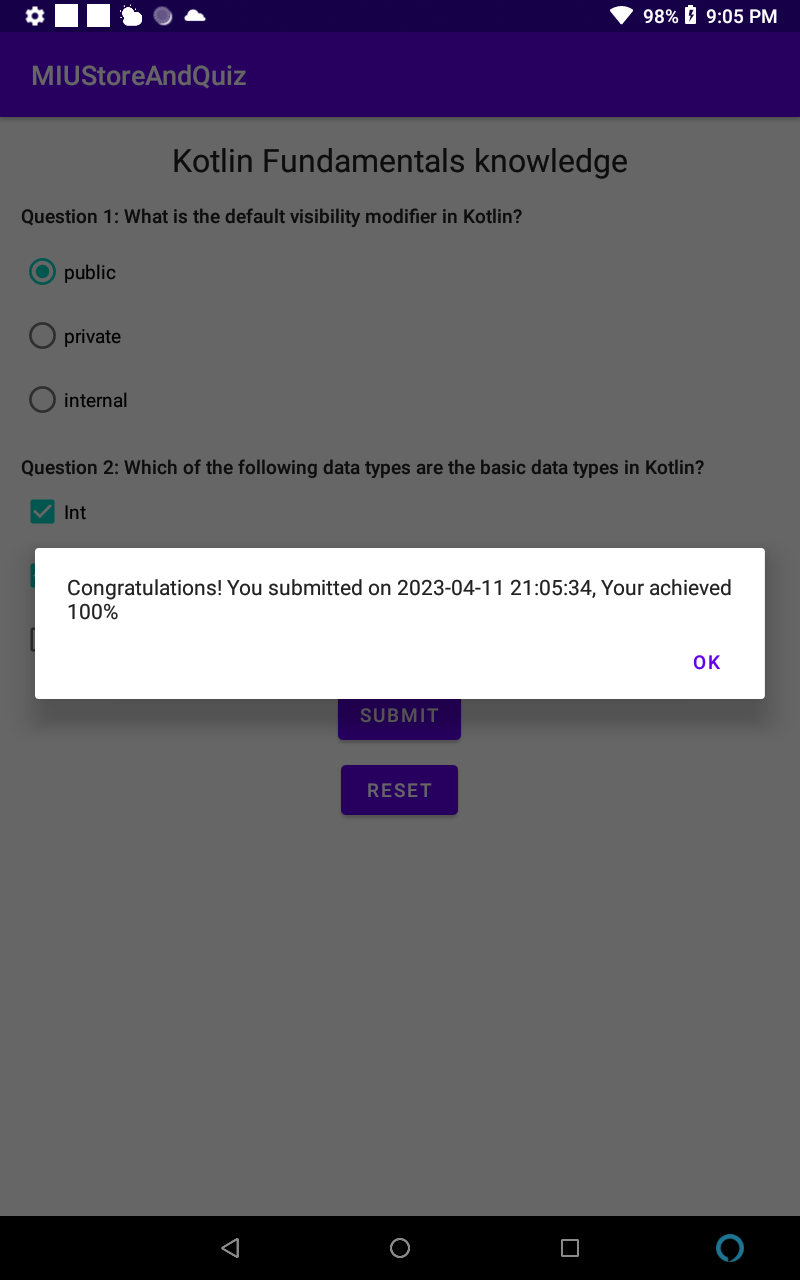 98% 9:05 PM
MIUStoreAndQuiz
Kotlin Fundamentals knowledge
Question 1: What is the default visibility modifier in Kotlin?
public
private
internal
Question 2: Which of the following data types are the basic data types in Kotlin?
Int
Congratulations! You submitted on 2023-04-11 21:05:34, Your achieved
100%
OK
SUBMIT
RESET